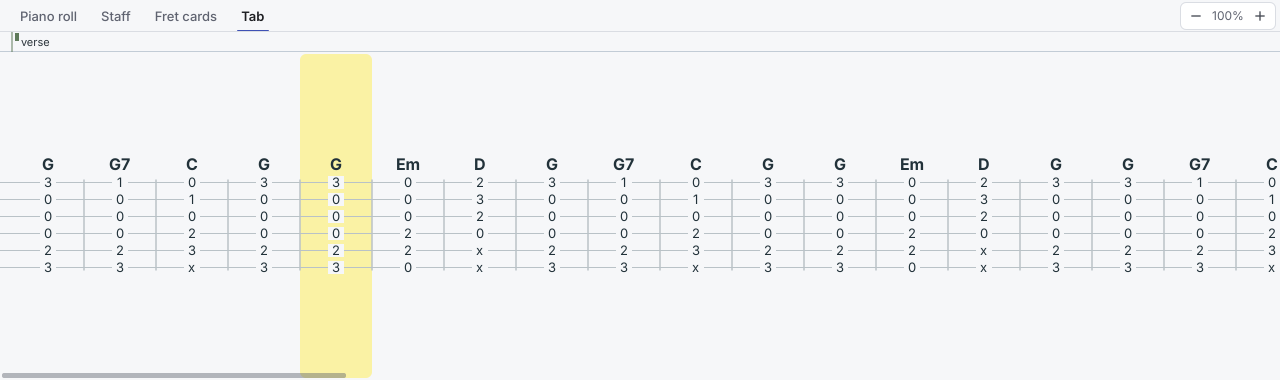 Piano roll Staff Fret cards Tab − 100% +
verse
G G7 C G G Em D G G7 C G G Em D G G G7 C
3 1 0 3 3 0 2 3 1 0 3 3 0 2 3 3 1 0
0 0 1 0 0 0 3 0 0 1 0 0 0 3 0 0 0 1
0 0 0 0 0 0 2 0 0 0 0 0 0 2 0 0 0 0
0 0 2 0 0 2 0 0 0 2 0 0 2 0 0 0 0 2
2 2 3 2 2 2 x 2 2 3 2 2 2 x 2 2 2 3
3 3 x 3 3 0 x 3 3 x 3 3 0 x 3 3 3 x